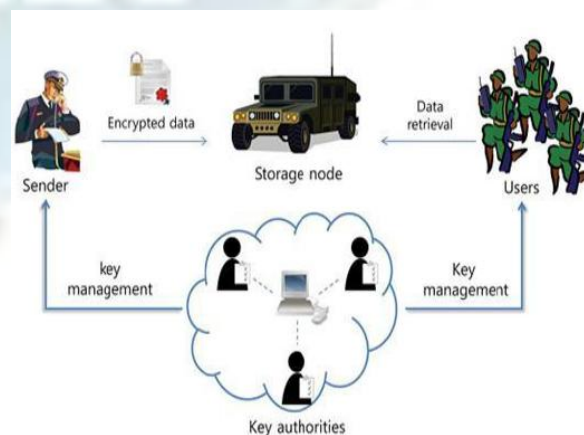 Encrypted data
Data
retrieval
Sender
Storage node
Users
key
management
Key
management
Key authorities